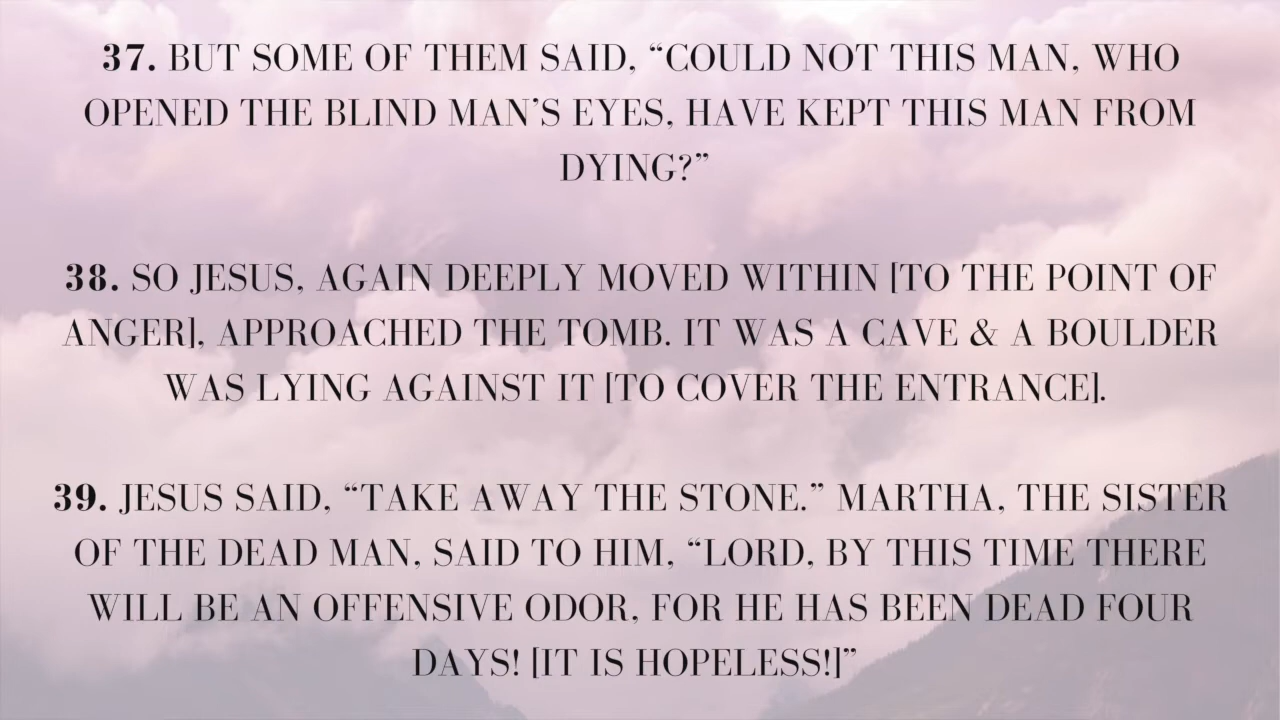 37. BUT SOME OF THEM SAID, “COULD NOT THIS MAN, WHO
OPENED THE BLIND MAN’S EYES, HAVE KEPT THIS MAN FROM
DYING?”
38. SO JESUS, AGAIN DEEPLY MOVED WITHIN [TO THE POINT OF
ANGER], APPROACHED THE TOMB. IT WAS A CAVE & A BOULDER
WAS LYING AGAINST IT [TO COVER THE ENTRANCE].
39. JESUS SAID, “TAKE AWAY THE STONE.” MARTHA, THE SISTER
OF THE DEAD MAN, SAID TO HIM, “LORD, BY THIS TIME THERE
WILL BE AN OFFENSIVE ODOR, FOR HE HAS BEEN DEAD FOUR
DAYS! [IT IS HOPELESS!]”